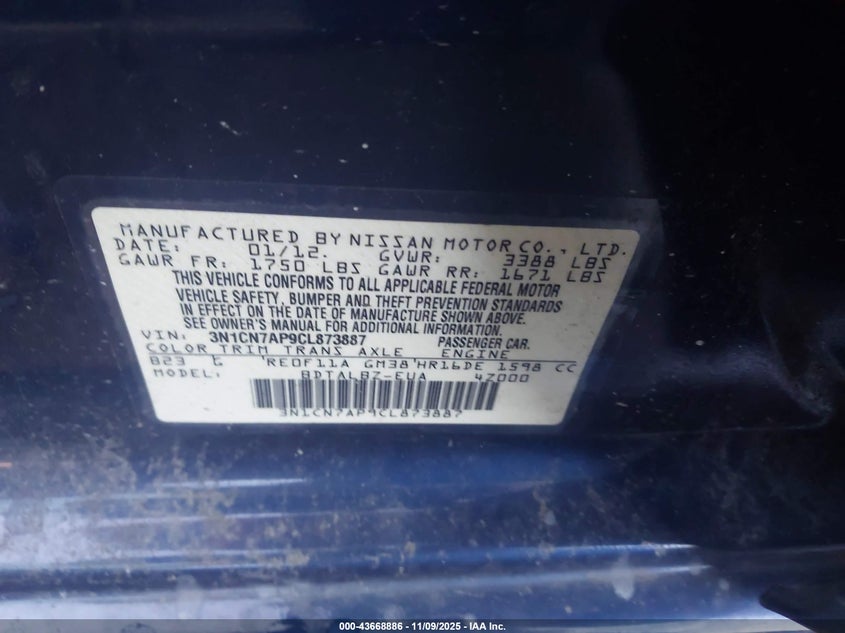 MANUFACTURED BY NISSAN MOTOR CO., LTD.
DATE: 01/12. GVWR: 3388 LBS
GAWR FR: 1750 LBS GAWR RR: 1671 LBS
THIS VEHICLE CONFORMS TO ALL APPLICABLE FEDERAL MOTOR
VEHICLE SAFETY, BUMPER AND THEFT PREVENTION STANDARDS
IN EFFECT ON THE DATE OF MANUFACTURE SHOWN ABOVE.
SEE OWNER'S MANUAL FOR ADDITIONAL INFORMATION.
VIN: 3N1CN7AP9CL873887 PASSENGER CAR.
COLOR TRIM TRANS AXLE ENGINE
B23 G RE0F11A GM38 HR16DE 1598 CC
MODEL: BDTALBZ-EUA 47000
3N1CN7AP9CL873887
000-43668886 - 11/09/2025 - IAA Inc.